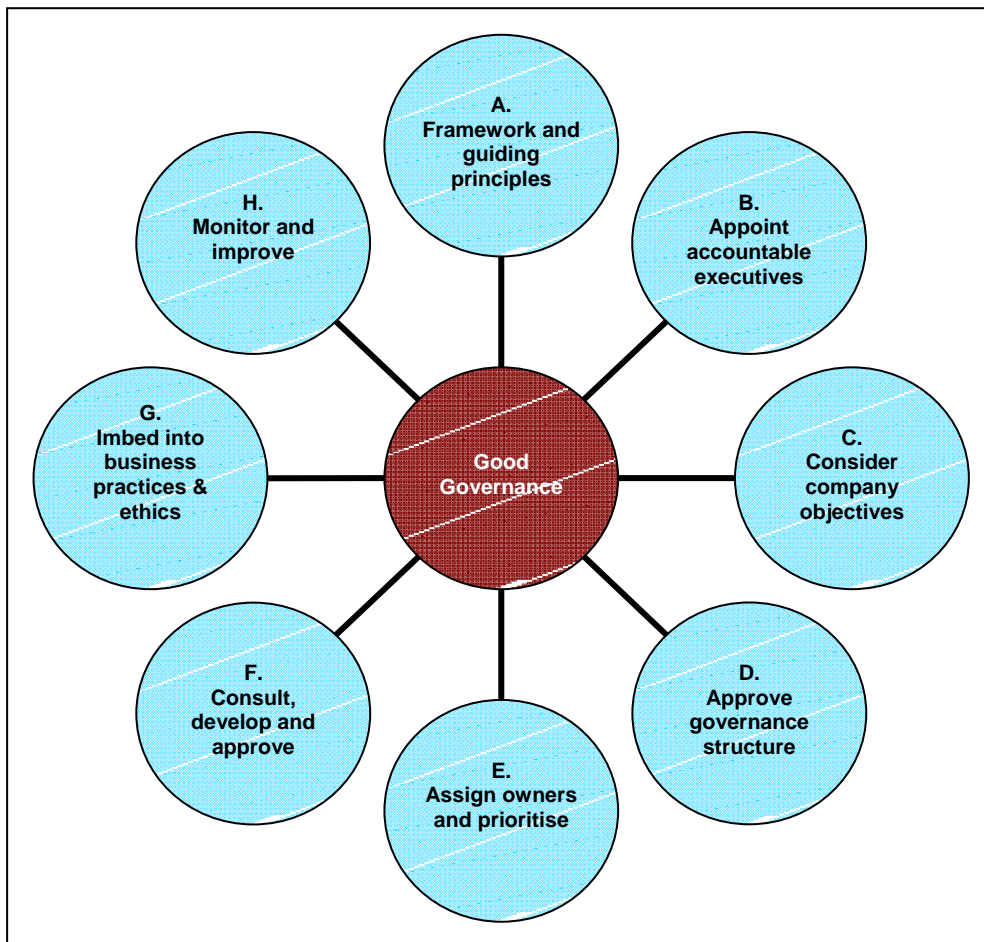 A.
Framework and
guiding
principles
B.
Appoint
accountable
executives
C.
Consider
company
objectives
D.
Approve
governance
structure
E.
Assign owners
and prioritise
F.
Consult,
develop and
approve
G.
Imbed into
business
practices &
ethics
H.
Monitor and
improve
Good
Governance